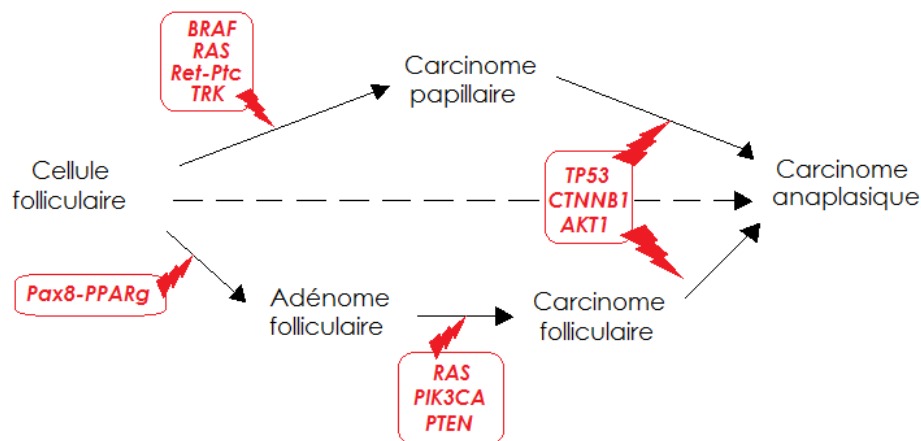 BRAF
RAS
Ret-Ptc
TRK
Carcinome
papillaire
Cellule
folliculaire
TP53
CTNNB1
AKT1
Carcinome
anaplasique
Pax8-PPARg
Adénome
folliculaire
Carcinome
folliculaire
RAS
PIK3CA
PTEN